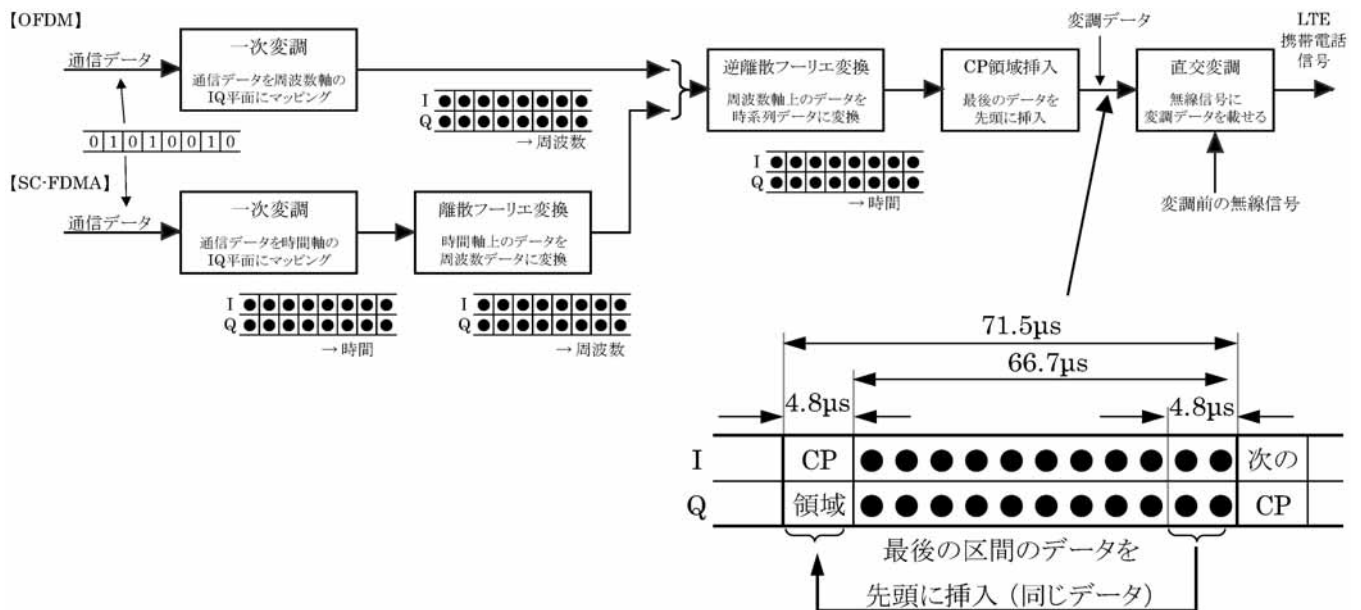 【OFDM】
通信データ
一次変調
通信データを周波数軸の
IQ平面にマッピング
I
Q
→ 周波数
0 1 0 1 0 0 1 0
【SC-FDMA】
通信データ
一次変調
通信データを時間軸の
IQ平面にマッピング
I
Q
→ 時間
離散フーリエ変換
時間軸上のデータを
周波数データに変換
I
Q
→ 周波数
逆離散フーリエ変換
周波数軸上のデータを
時系列データに変換
I
Q
→ 時間
CP領域挿入
最後のデータを
先頭に挿入
変調データ
直交変調
無線信号に
変調データを載せる
変調前の無線信号
LTE
携帯電話
信号
71.5μs
66.7μs
4.8μs 4.8μs
I CP 次の
Q 領域 CP
最後の区間のデータを
先頭に挿入（同じデータ）